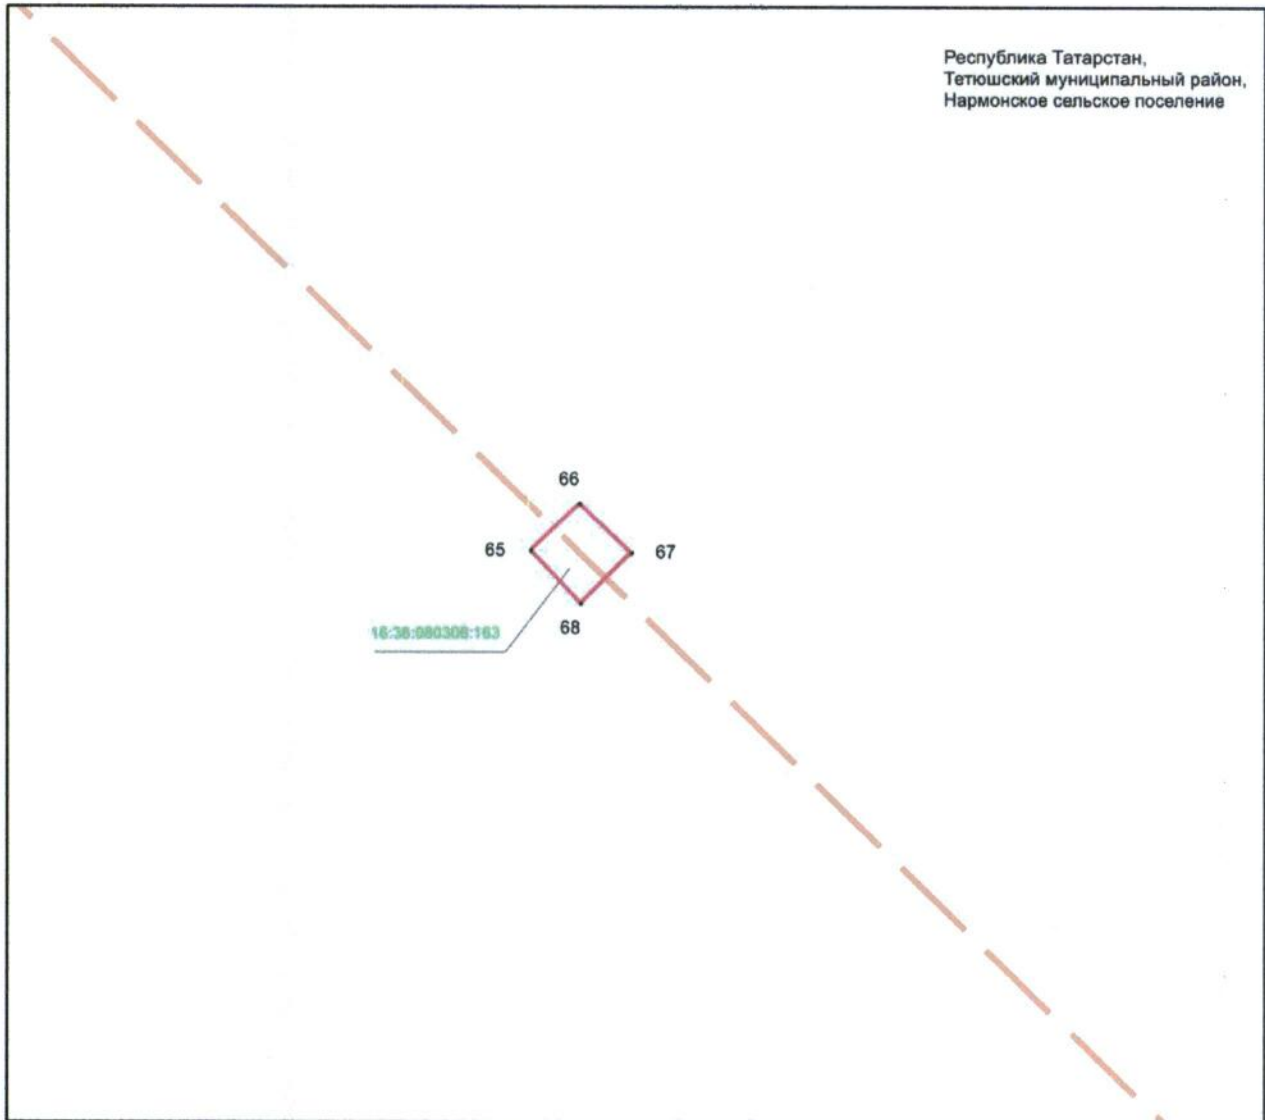 Республика Татарстан,
Тетюшский муниципальный район,
Нармонское сельское поселение
66
65
67
16:38:080308:163
68